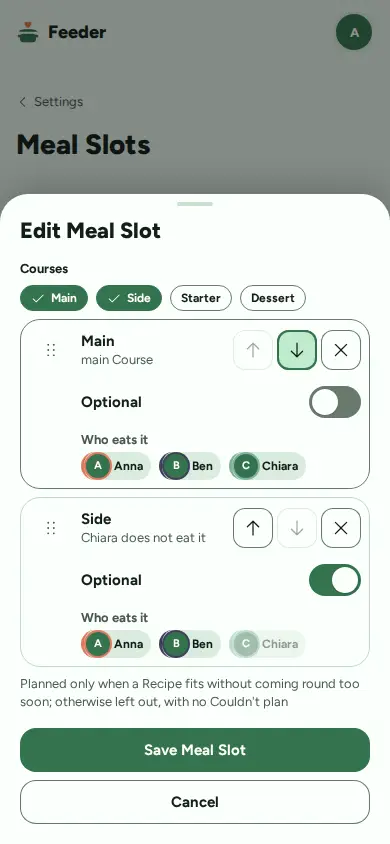 Feeder
A
Settings
Meal Slots
Edit Meal Slot
Courses
Main
Side
Starter
Dessert
Main
main Course
Optional
Who eats it
A Anna
B Ben
C Chiara
Side
Chiara does not eat it
Optional
Who eats it
A Anna
B Ben
C Chiara
Planned only when a Recipe fits without coming round too
soon; otherwise left out, with no Couldn't plan
Save Meal Slot
Cancel